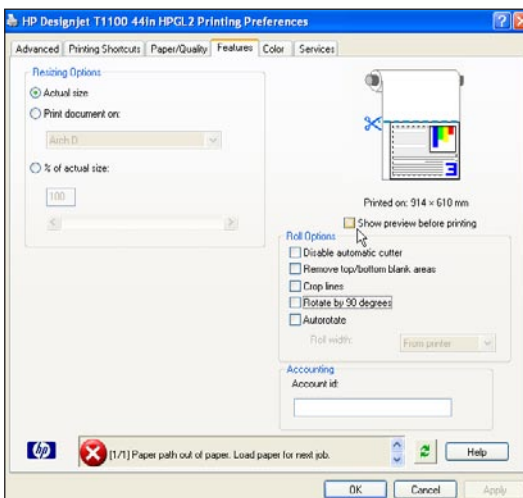 HP Designjet T1100 44in HPGL2 Printing Preferences
Advanced Printing Shortcuts Paper/Quality Features Color Services
Resizing Options
Actual size
Print document on:
Arch D
% of actual size:
100
Printed on: 914 × 610 mm
Show preview before printing
Roll Options
Disable automatic cutter
Remove top/bottom blank areas
Crop lines
Rotate by 90 degrees
Autorotate
Roll width: From printer
Accounting
Account id:
hp [1/1] Paper path out of paper. Load paper for next job. Help
OK Cancel Apply